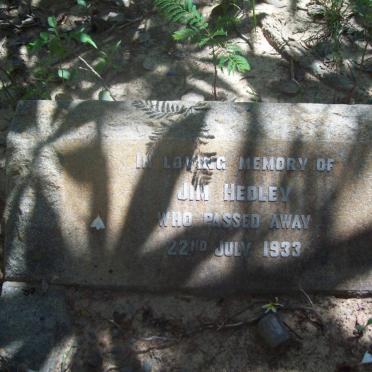 IN LOVING MEMORY OF
JIM HEDLEY
WHO PASSED AWAY
22ND JULY 1933